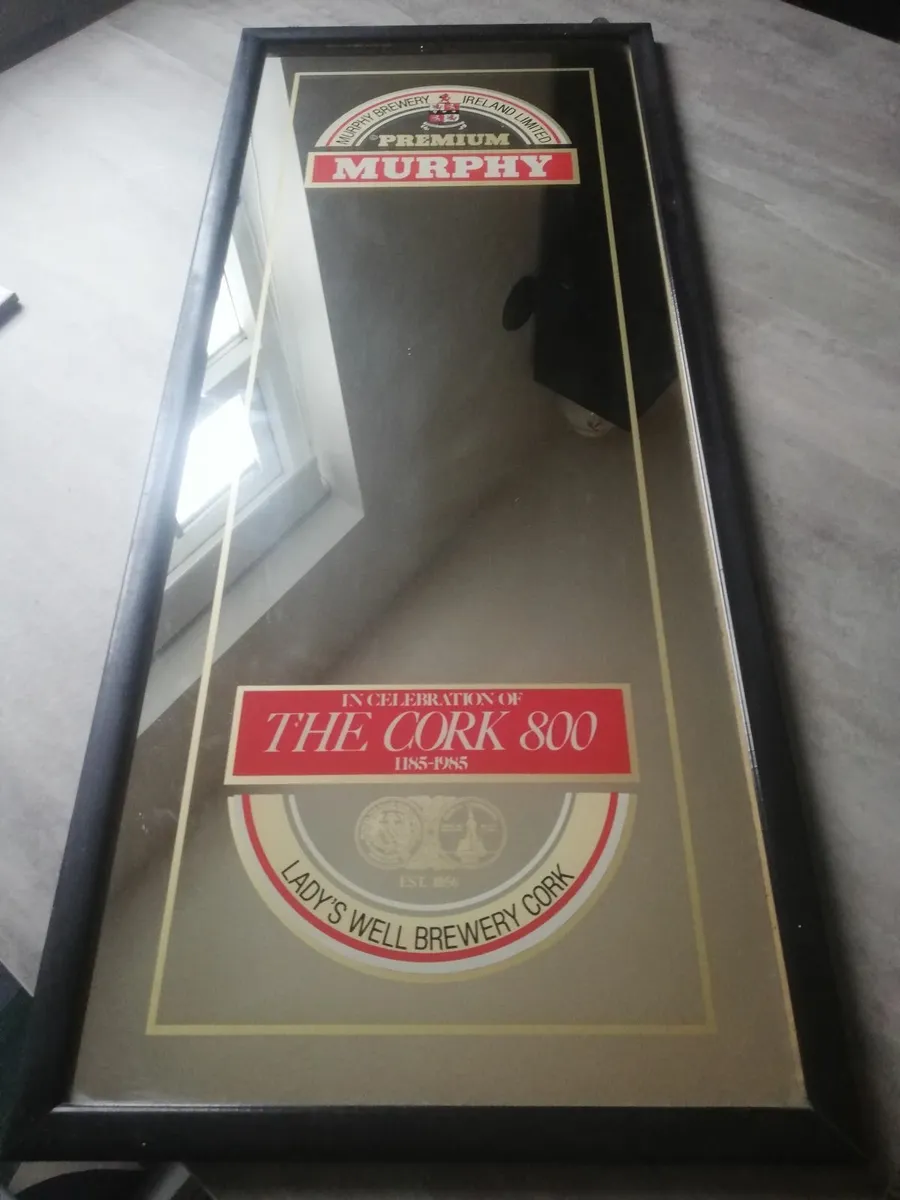 MURPHY BREWERY IRELAND LIMITED
PREMIUM
MURPHY
IN CELEBRATION OF
THE CORK 800
1185-1985
EST. 1856
LADY'S WELL BREWERY CORK